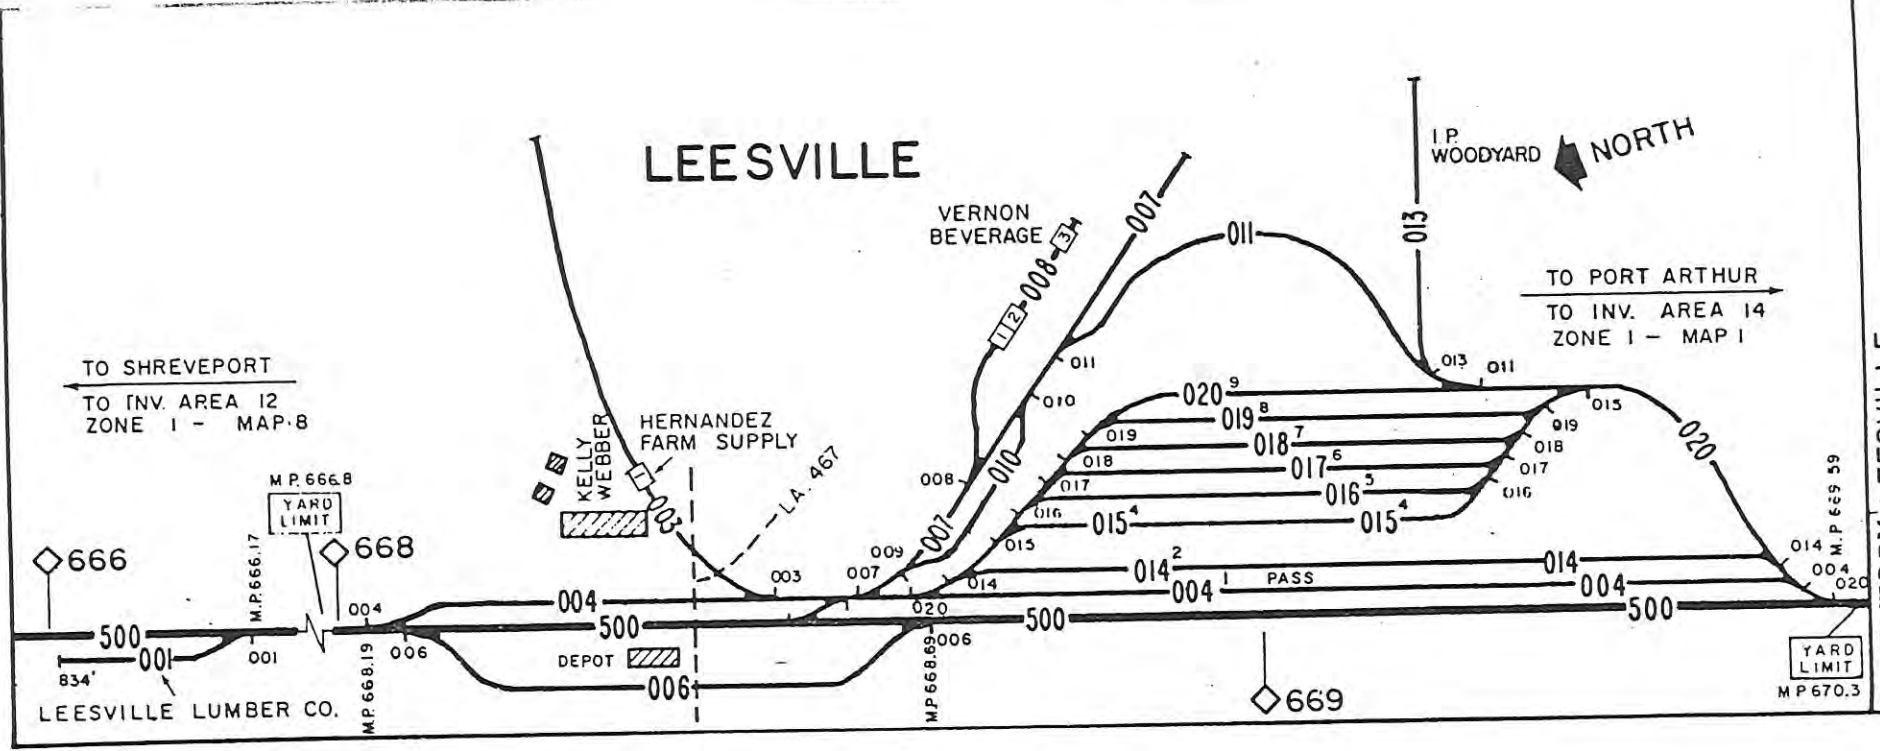 LEESVILLE
I.P.
WOODYARD
NORTH
VERNON
BEVERAGE
3
008
1 2
007
011
013
TO PORT ARTHUR
TO INV. AREA 14
ZONE 1 - MAP 1
TO SHREVEPORT
TO INV. AREA 12
ZONE 1 - MAP 8
KELLY
WEBBER
HERNANDEZ
FARM SUPPLY
1
003
LA. 467
011
010
013
011
015
020 9
019 8
018 7
017 6
016 5
015 4
015 4
019
018
017
016
015
019
018
017
016
020
M.P. 669.59
008
010
007
009
M.P. 666.8
YARD
LIMIT
666
M.P. 666.17
668
004
003
007
020
014
014 2
014
014
004
004 1
PASS
004
004
020
500
001
001
834'
LEESVILLE LUMBER CO.
M.P. 668.19
006
500
DEPOT
006
006
M.P. 668.69
500
500
669
YARD
LIMIT
M P 670.3